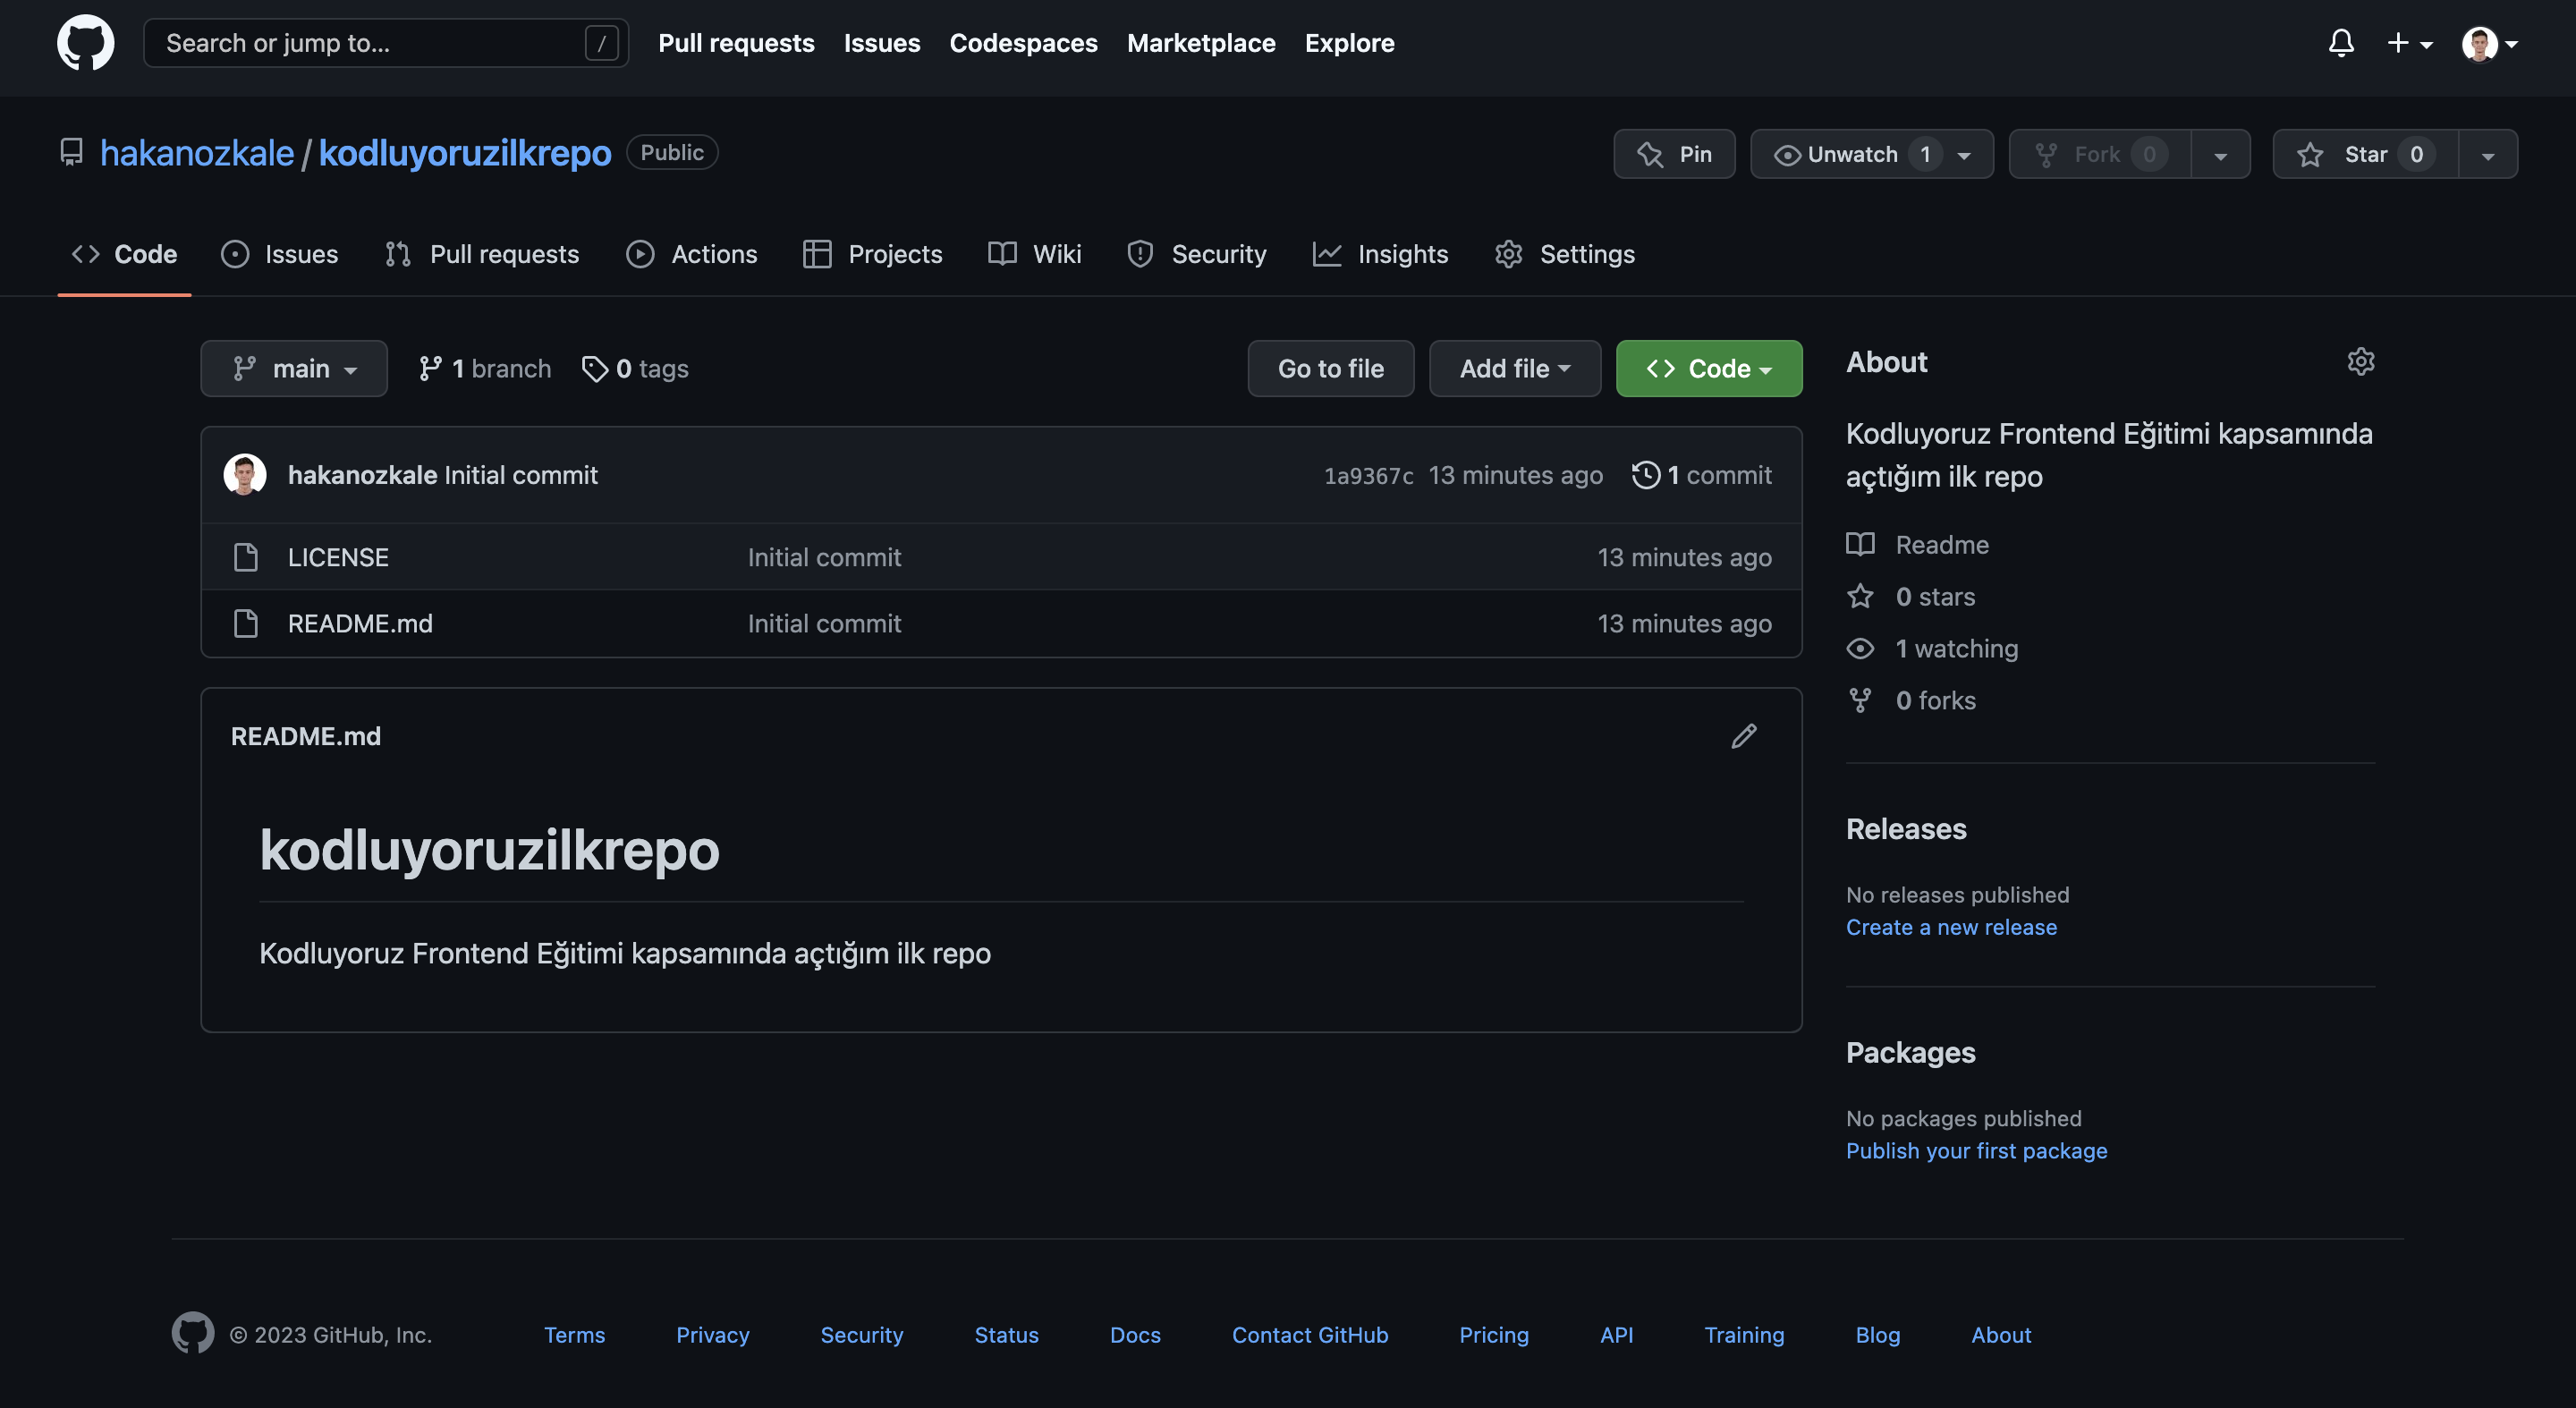 Search or jump to... / Pull requests Issues Codespaces Marketplace Explore
hakanozkale / kodluyoruzilkrepo Public Pin Unwatch 1 Fork 0 Star 0
Code Issues Pull requests Actions Projects Wiki Security Insights Settings
main 1 branch 0 tags Go to file Add file Code
hakanozkale Initial commit 1a9367c 13 minutes ago 1 commit
LICENSE Initial commit 13 minutes ago
README.md Initial commit 13 minutes ago
README.md
kodluyoruzilkrepo
Kodluyoruz Frontend Eğitimi kapsamında açtığım ilk repo
About
Kodluyoruz Frontend Eğitimi kapsamında
açtığım ilk repo
Readme
0 stars
1 watching
0 forks
Releases
No releases published
Create a new release
Packages
No packages published
Publish your first package
© 2023 GitHub, Inc. Terms Privacy Security Status Docs Contact GitHub Pricing API Training Blog About